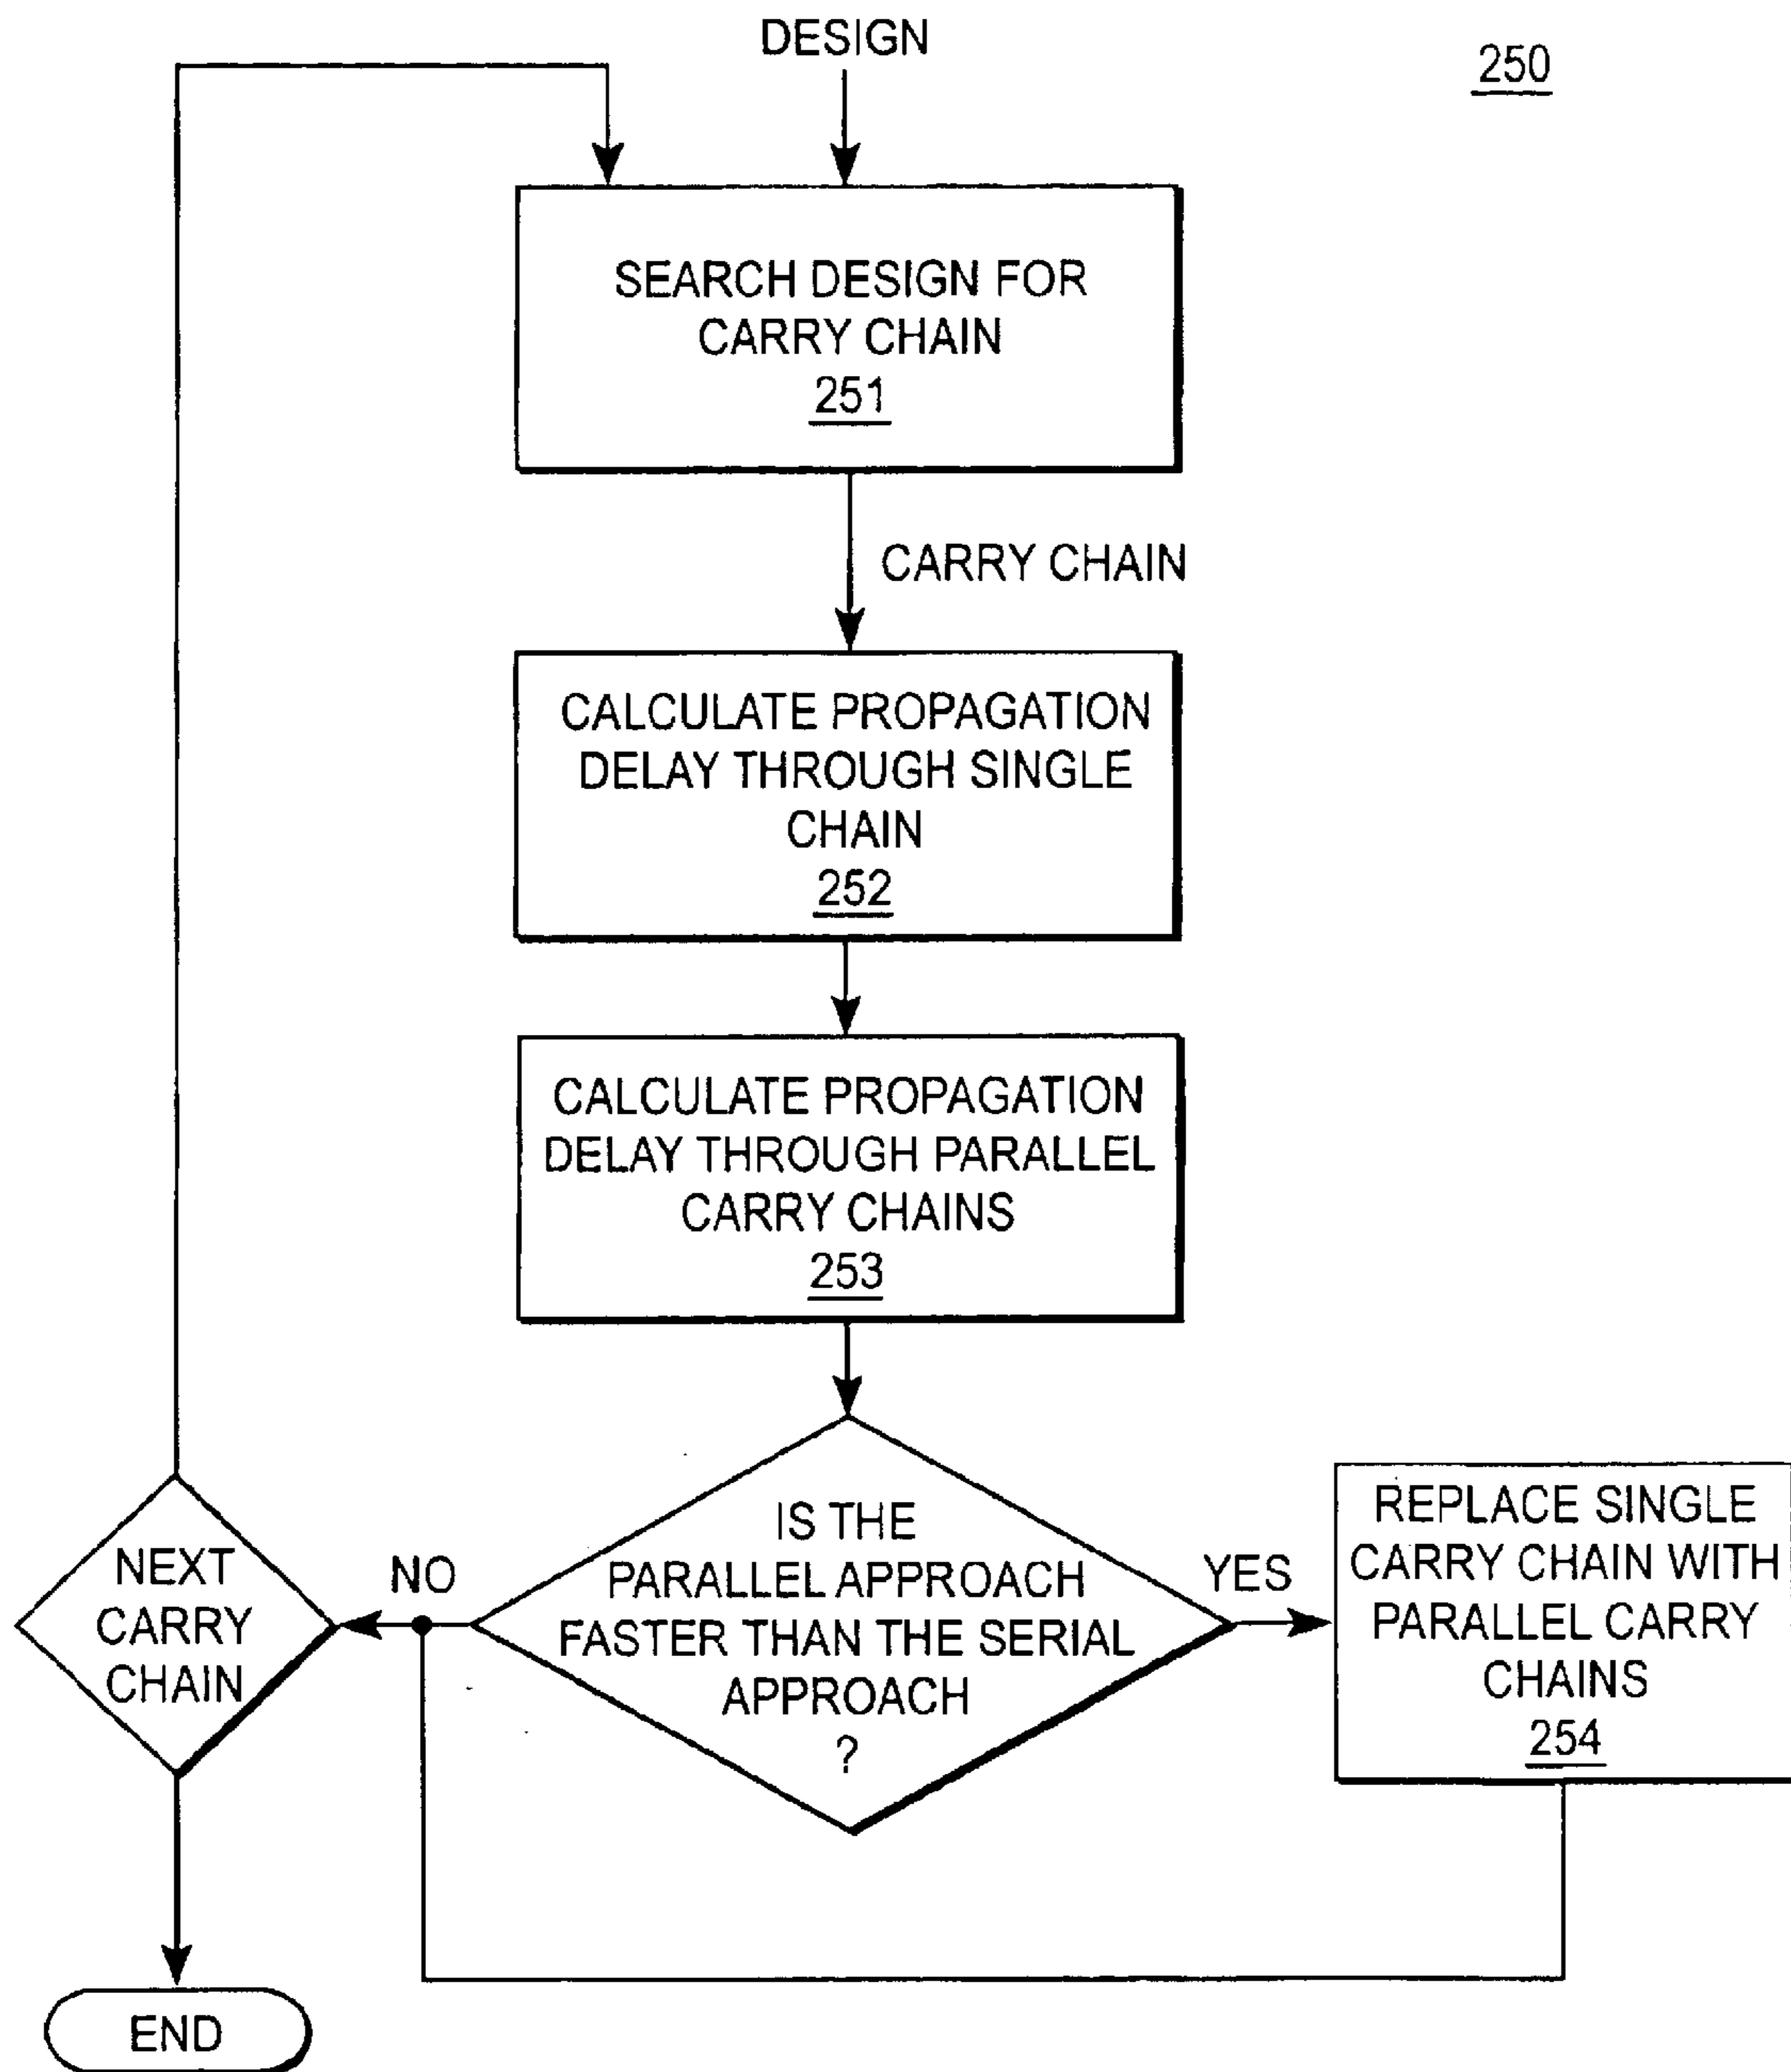 DESIGN
250
SEARCH DESIGN FOR
CARRY CHAIN
251
CARRY CHAIN
CALCULATE PROPAGATION
DELAY THROUGH SINGLE
CHAIN
252
CALCULATE PROPAGATION
DELAY THROUGH PARALLEL
CARRY CHAINS
253
IS THE
PARALLEL APPROACH
FASTER THAN THE SERIAL
APPROACH
?
YES
REPLACE SINGLE
CARRY CHAIN WITH
PARALLEL CARRY
CHAINS
254
NO
NEXT
CARRY
CHAIN
END